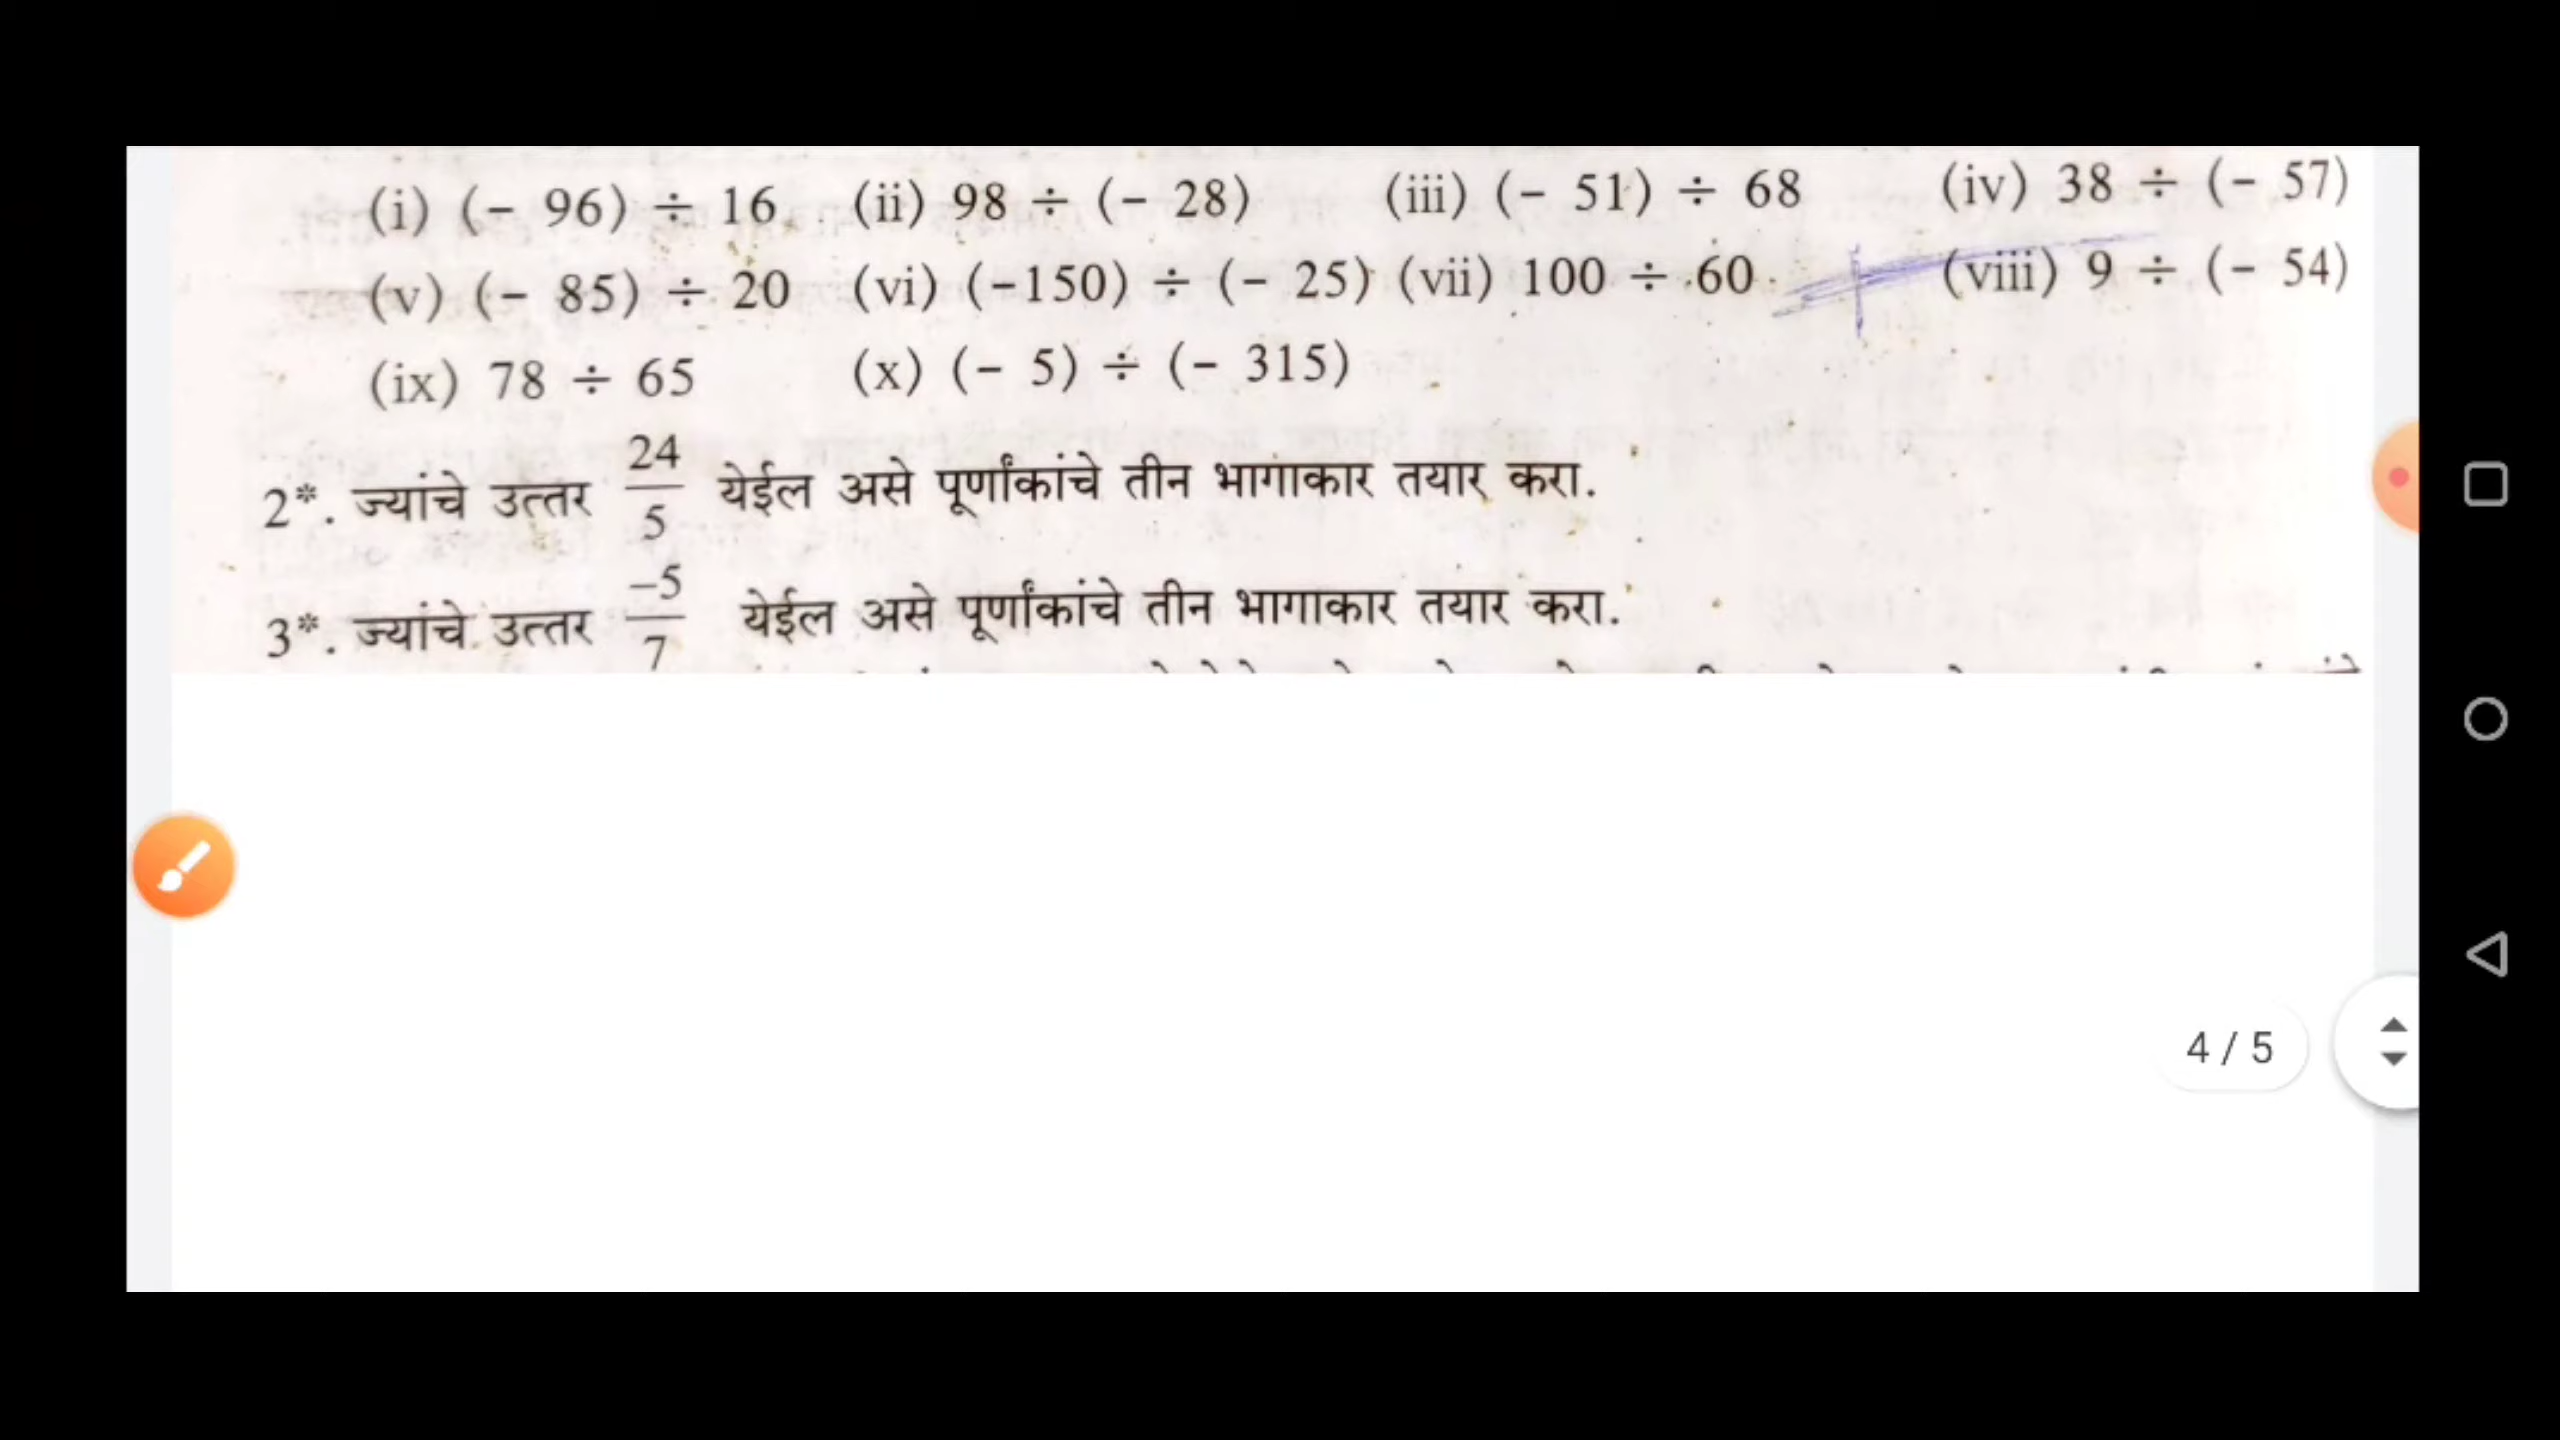 (i) (- 96) ÷ 16 (ii) 98 ÷ (- 28) (iii) (- 51) ÷ 68 (iv) 38 ÷ (- 57)
(v) (- 85) ÷ 20 (vi) (-150) ÷ (- 25) (vii) 100 ÷ 60 (viii) 9 ÷ (- 54)
(ix) 78 ÷ 65 (x) (- 5) ÷ (- 315)
2*. ज्यांचे उत्तर 24/5 येईल असे पूर्णांकांचे तीन भागाकार तयार करा.
3*. ज्यांचे उत्तर -5/7 येईल असे पूर्णांकांचे तीन भागाकार तयार करा.
4 / 5